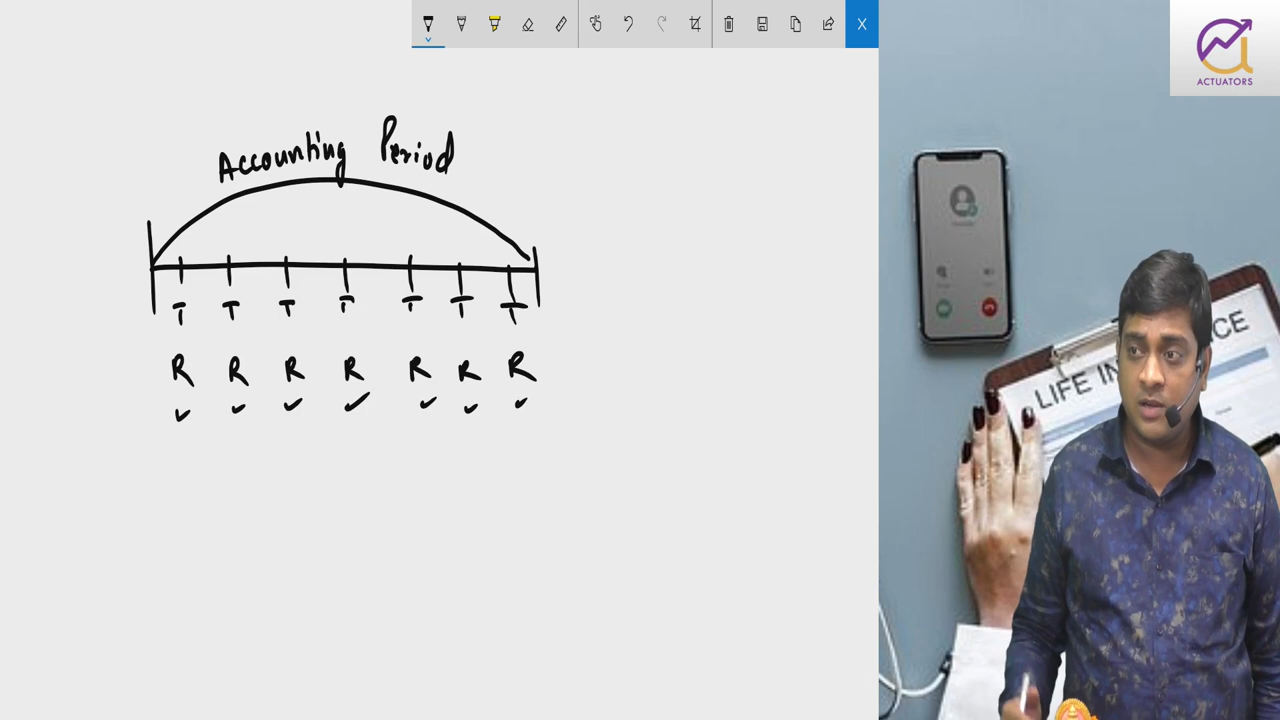 ACTUATORS
Accounting Period
T T T T T T T
R R R R R R R
LIFE IN
CE